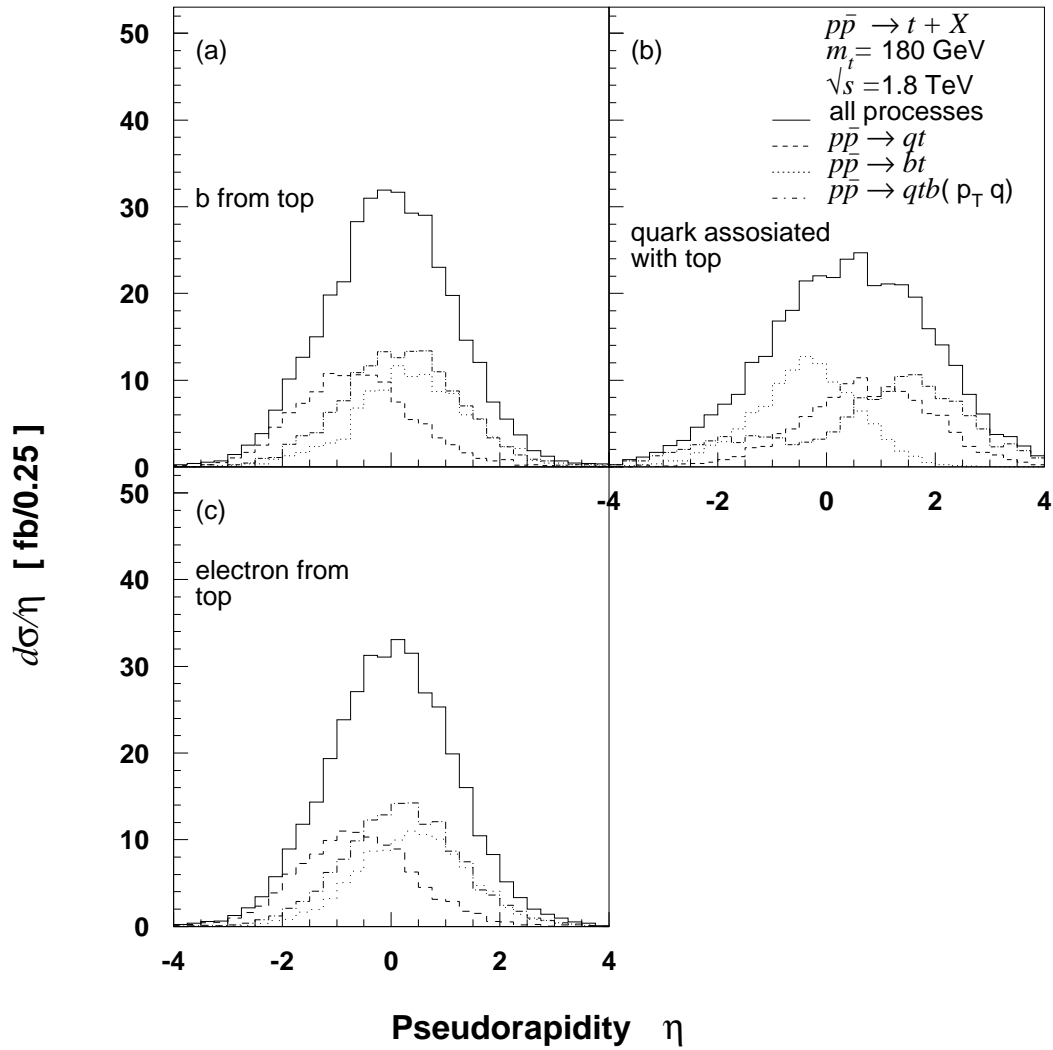 (a)
b from top
50
40
30
20
10
0
(b)
pp̄ → t + X
m_t = 180 GeV
√s =1.8 TeV
all processes
pp̄ → qt
pp̄ → bt
pp̄ → qtb( p_T q)
quark assosiated
with top
-4 -2 0 2 4
(c)
electron from
top
50
40
30
20
10
0
-4 -2 0 2 4
dσ/η [ fb/0.25 ]
Pseudorapidity η